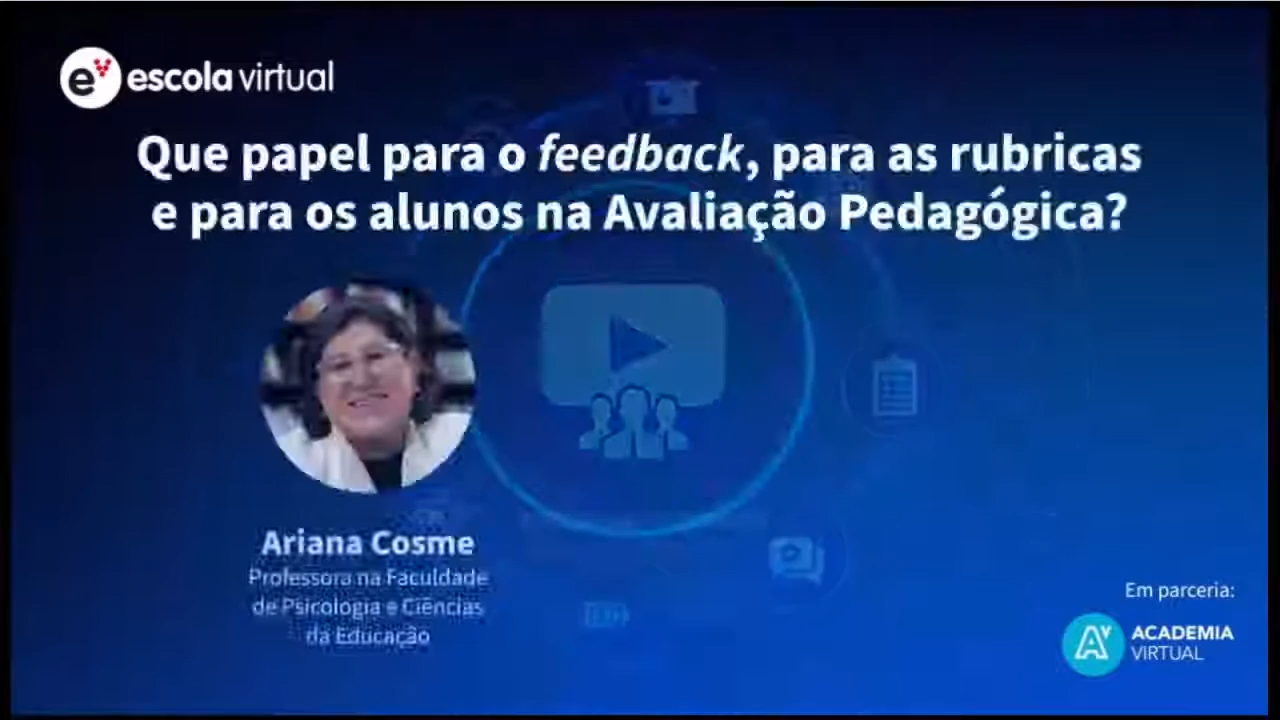 escola virtual
Que papel para o feedback, para as rubricas
e para os alunos na Avaliação Pedagógica?
Ariana Cosme
Professora na Faculdade
de Psicologia e Ciências
da Educação
Em parceria:
ACADEMIA
VIRTUAL